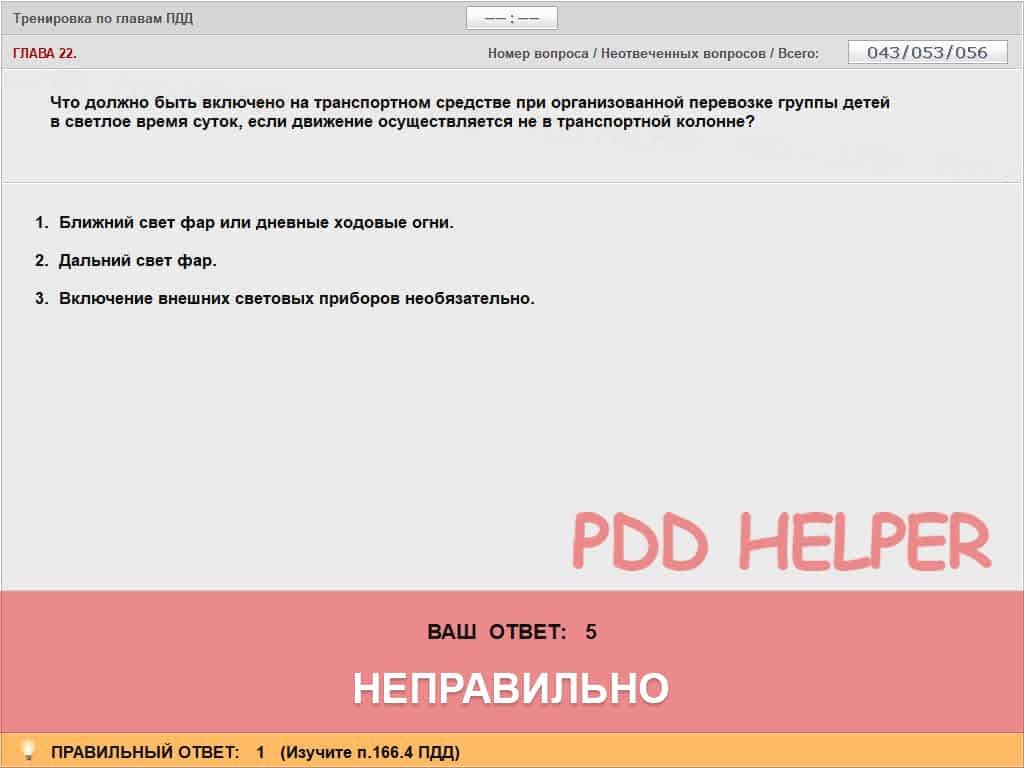 Тренировка по главам ПДД
–– : ––
ГЛАВА 22.
Номер вопроса / Неотвеченных вопросов / Всего:
043/053/056
Что должно быть включено на транспортном средстве при организованной перевозке группы детей
в светлое время суток, если движение осуществляется не в транспортной колонне?
1. Ближний свет фар или дневные ходовые огни.
2. Дальний свет фар.
3. Включение внешних световых приборов необязательно.
PDD HELPER
ВАШ ОТВЕТ: 5
НЕПРАВИЛЬНО
ПРАВИЛЬНЫЙ ОТВЕТ: 1 (Изучите п.166.4 ПДД)